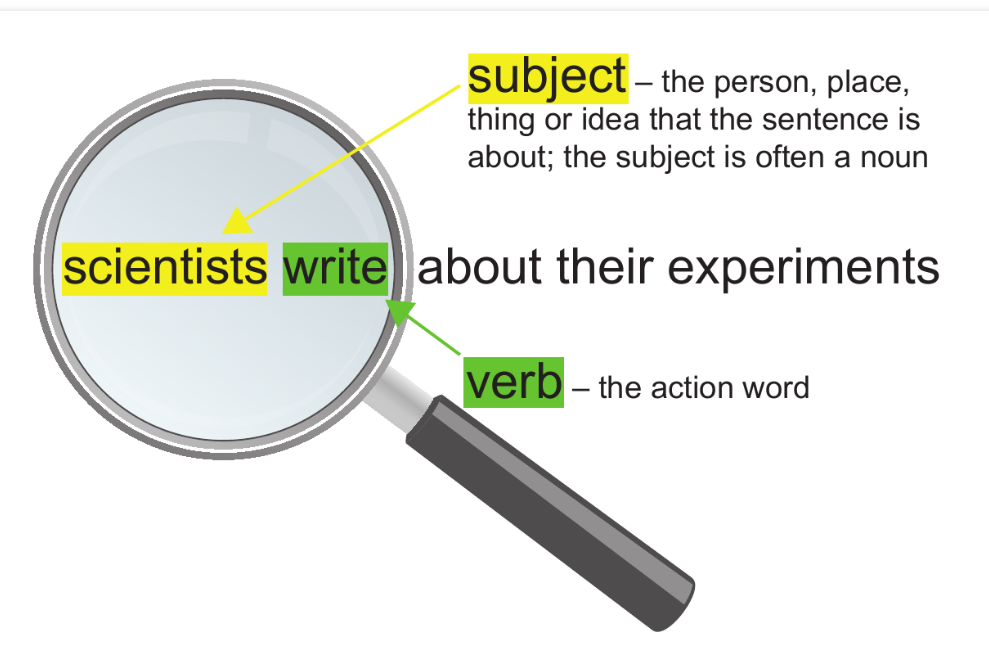 subject – the person, place,
thing or idea that the sentence is
about; the subject is often a noun
scientists write about their experiments
verb – the action word